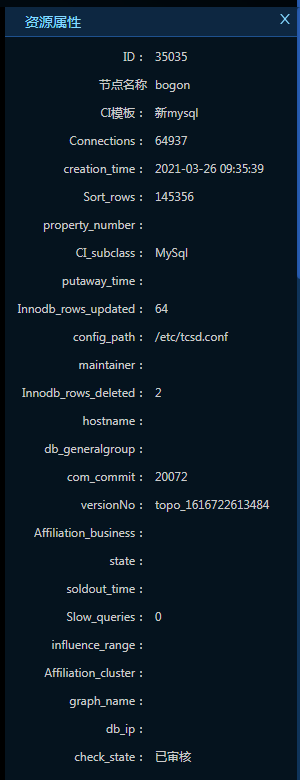 资源属性 X
ID： 35035
节点名称 bogon
CI模板： 新mysql
Connections： 64937
creation_time： 2021-03-26 09:35:39
Sort_rows： 145356
property_number：
CI_subclass： MySql
putaway_time：
Innodb_rows_updated： 64
config_path： /etc/tcsd.conf
maintainer：
Innodb_rows_deleted： 2
hostname：
db_generalgroup：
com_commit： 20072
versionNo： topo_1616722613484
Affiliation_business：
state：
soldout_time：
Slow_queries： 0
influence_range：
Affiliation_cluster：
graph_name：
db_ip：
check_state： 已审核